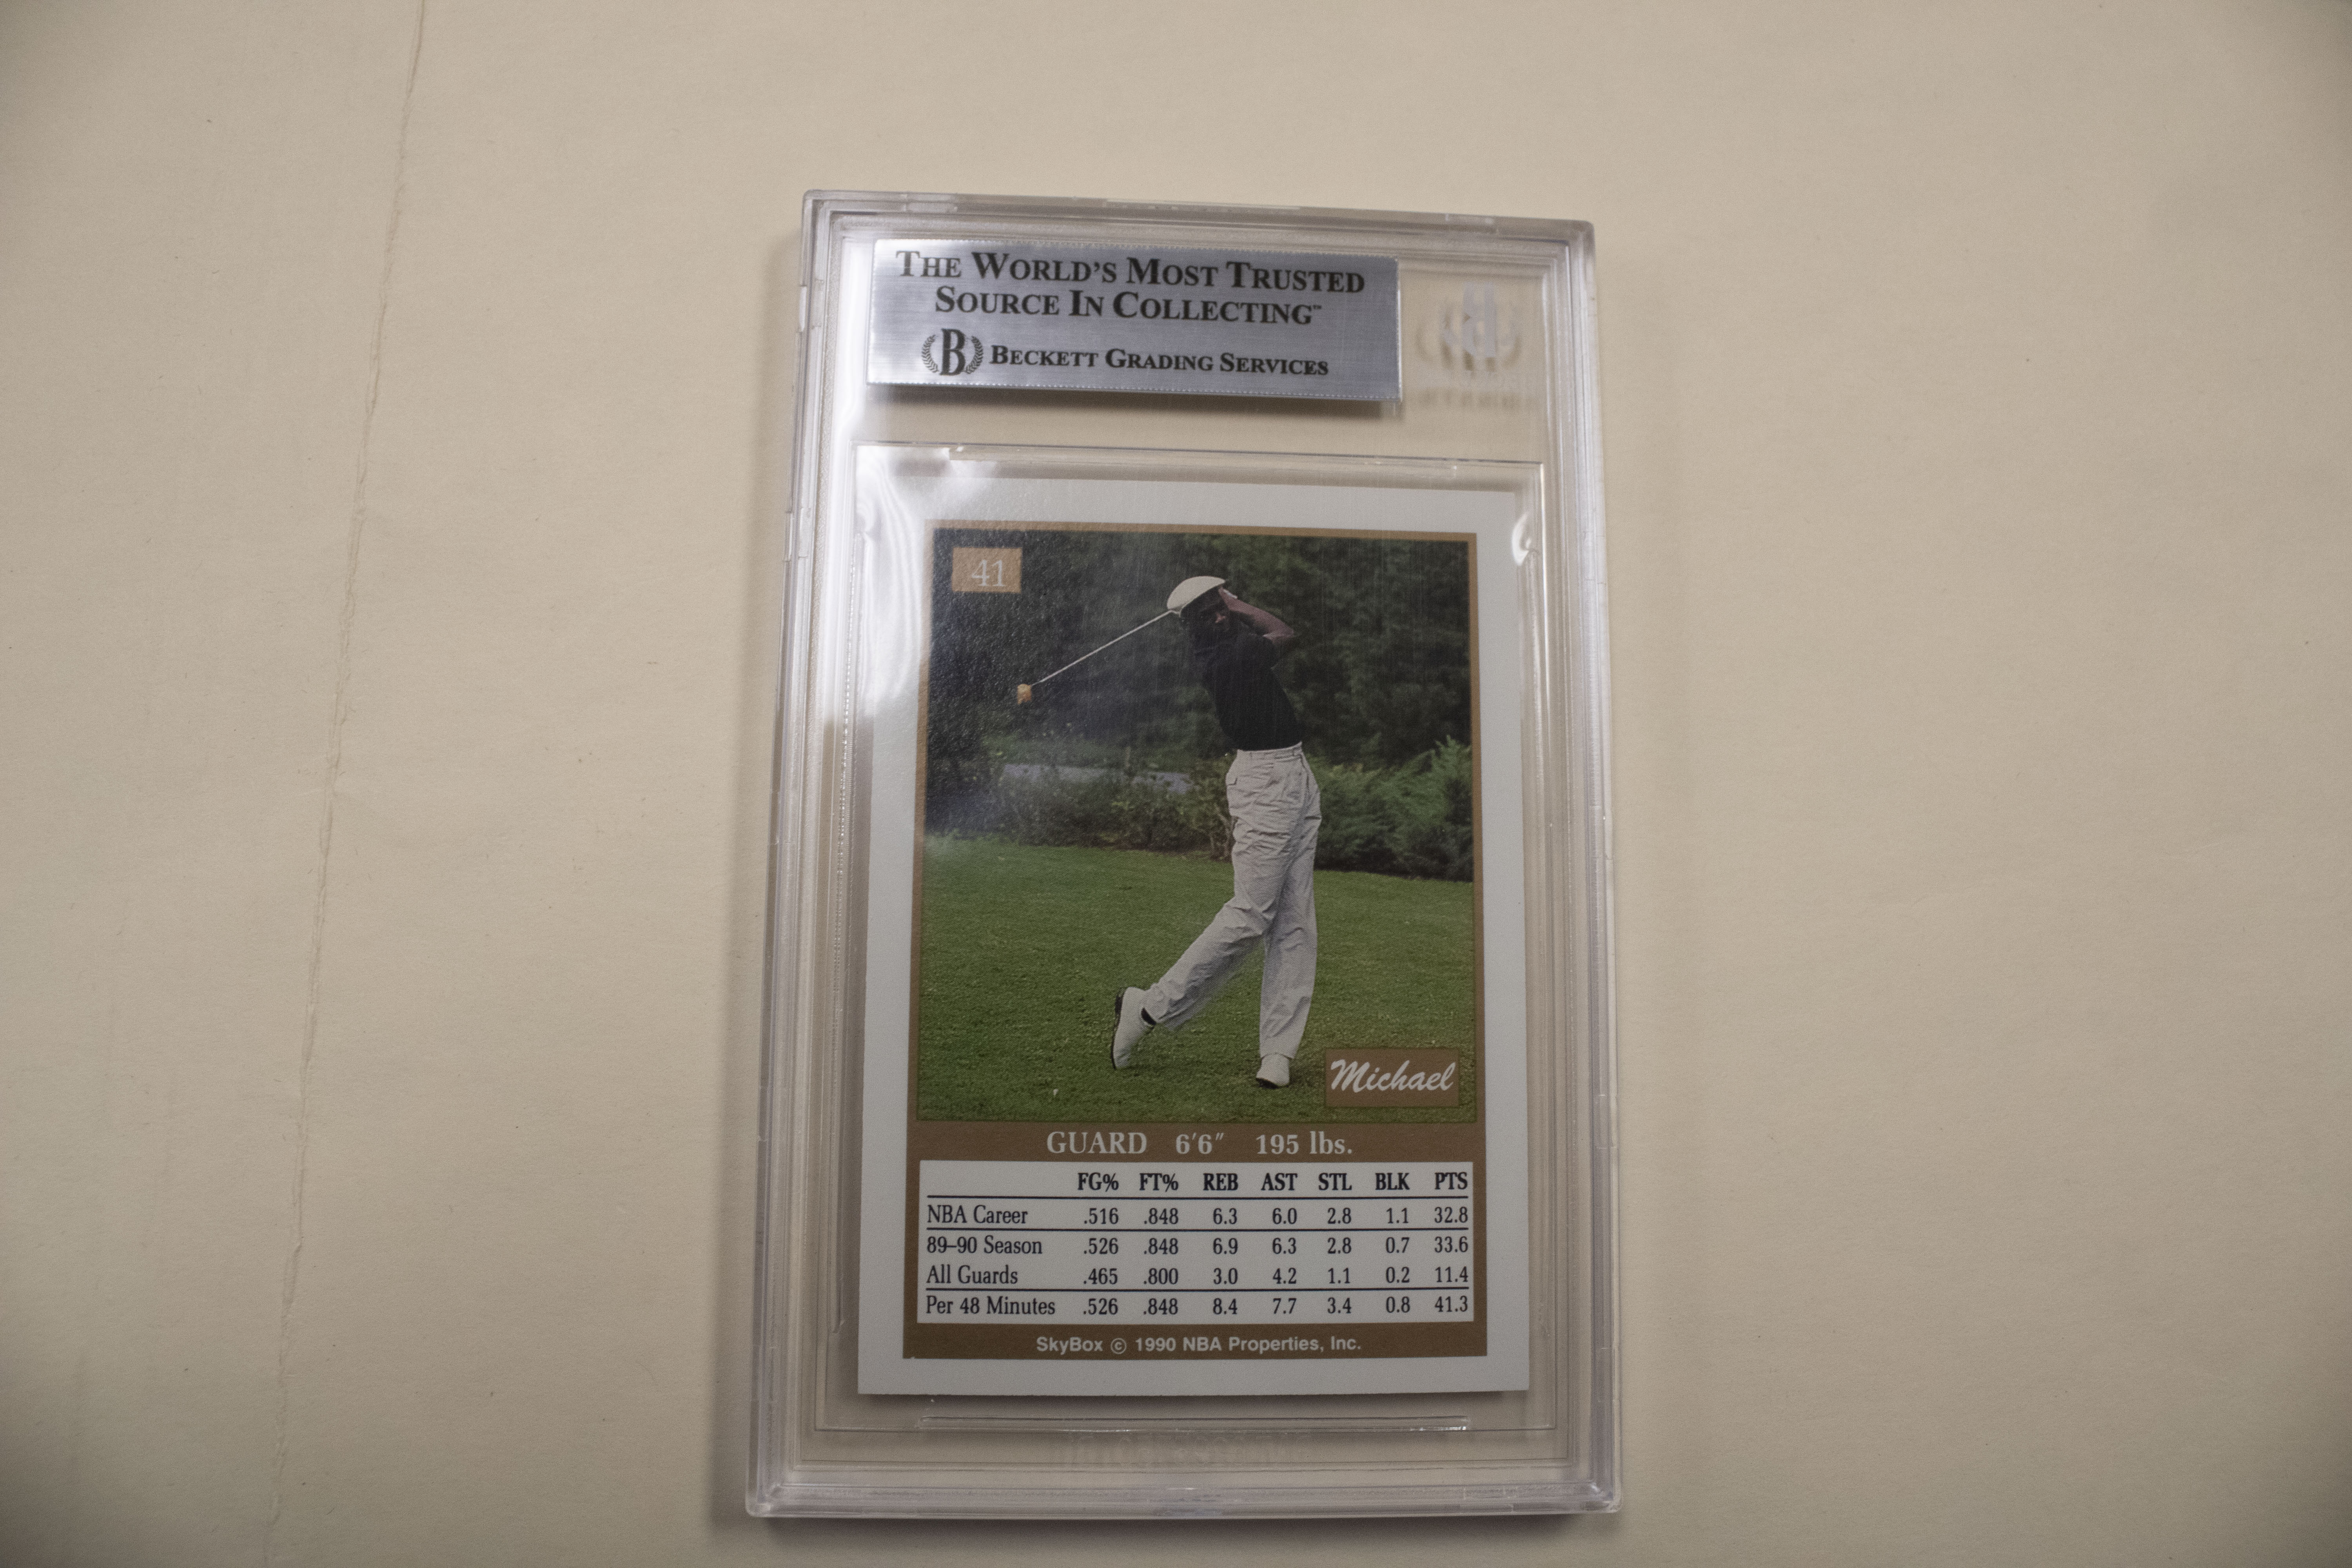 THE WORLD'S MOST TRUSTED
SOURCE IN COLLECTING™
B BECKETT GRADING SERVICES
41
Michael
GUARD 6'6" 195 lbs.
FG% FT% REB AST STL BLK PTS
NBA Career .516 .848 6.3 6.0 2.8 1.1 32.8
89–90 Season .526 .848 6.9 6.3 2.8 0.7 33.6
All Guards .465 .800 3.0 4.2 1.1 0.2 11.4
Per 48 Minutes .526 .848 8.4 7.7 3.4 0.8 41.3
SkyBox © 1990 NBA Properties, Inc.